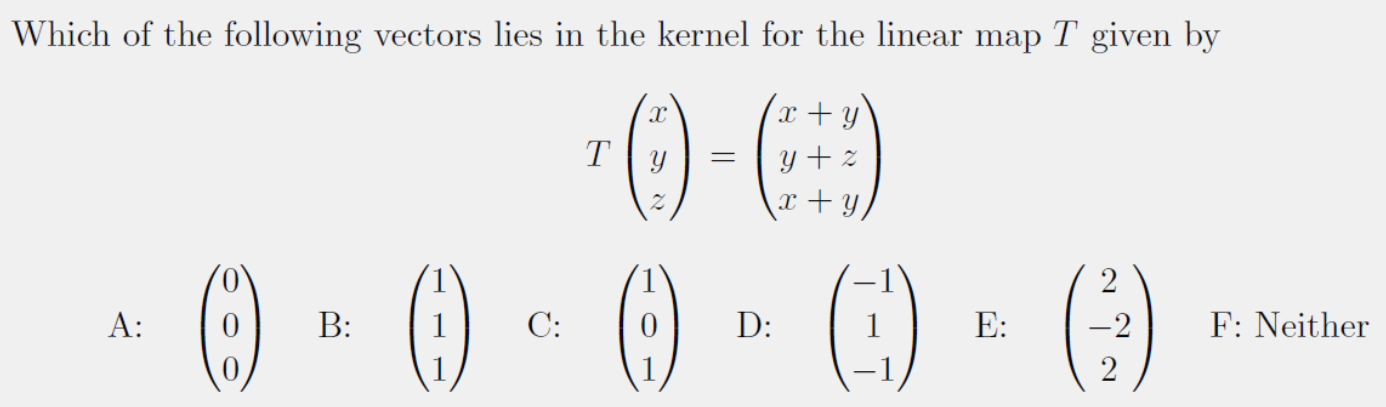 Which of the following vectors lies in the kernel for the linear map T given by
T (x y z) = (x + y y + z x + y)
A: (0 0 0) B: (1 1 1) C: (1 0 1) D: (−1 1 −1) E: (2 −2 2) F: Neither